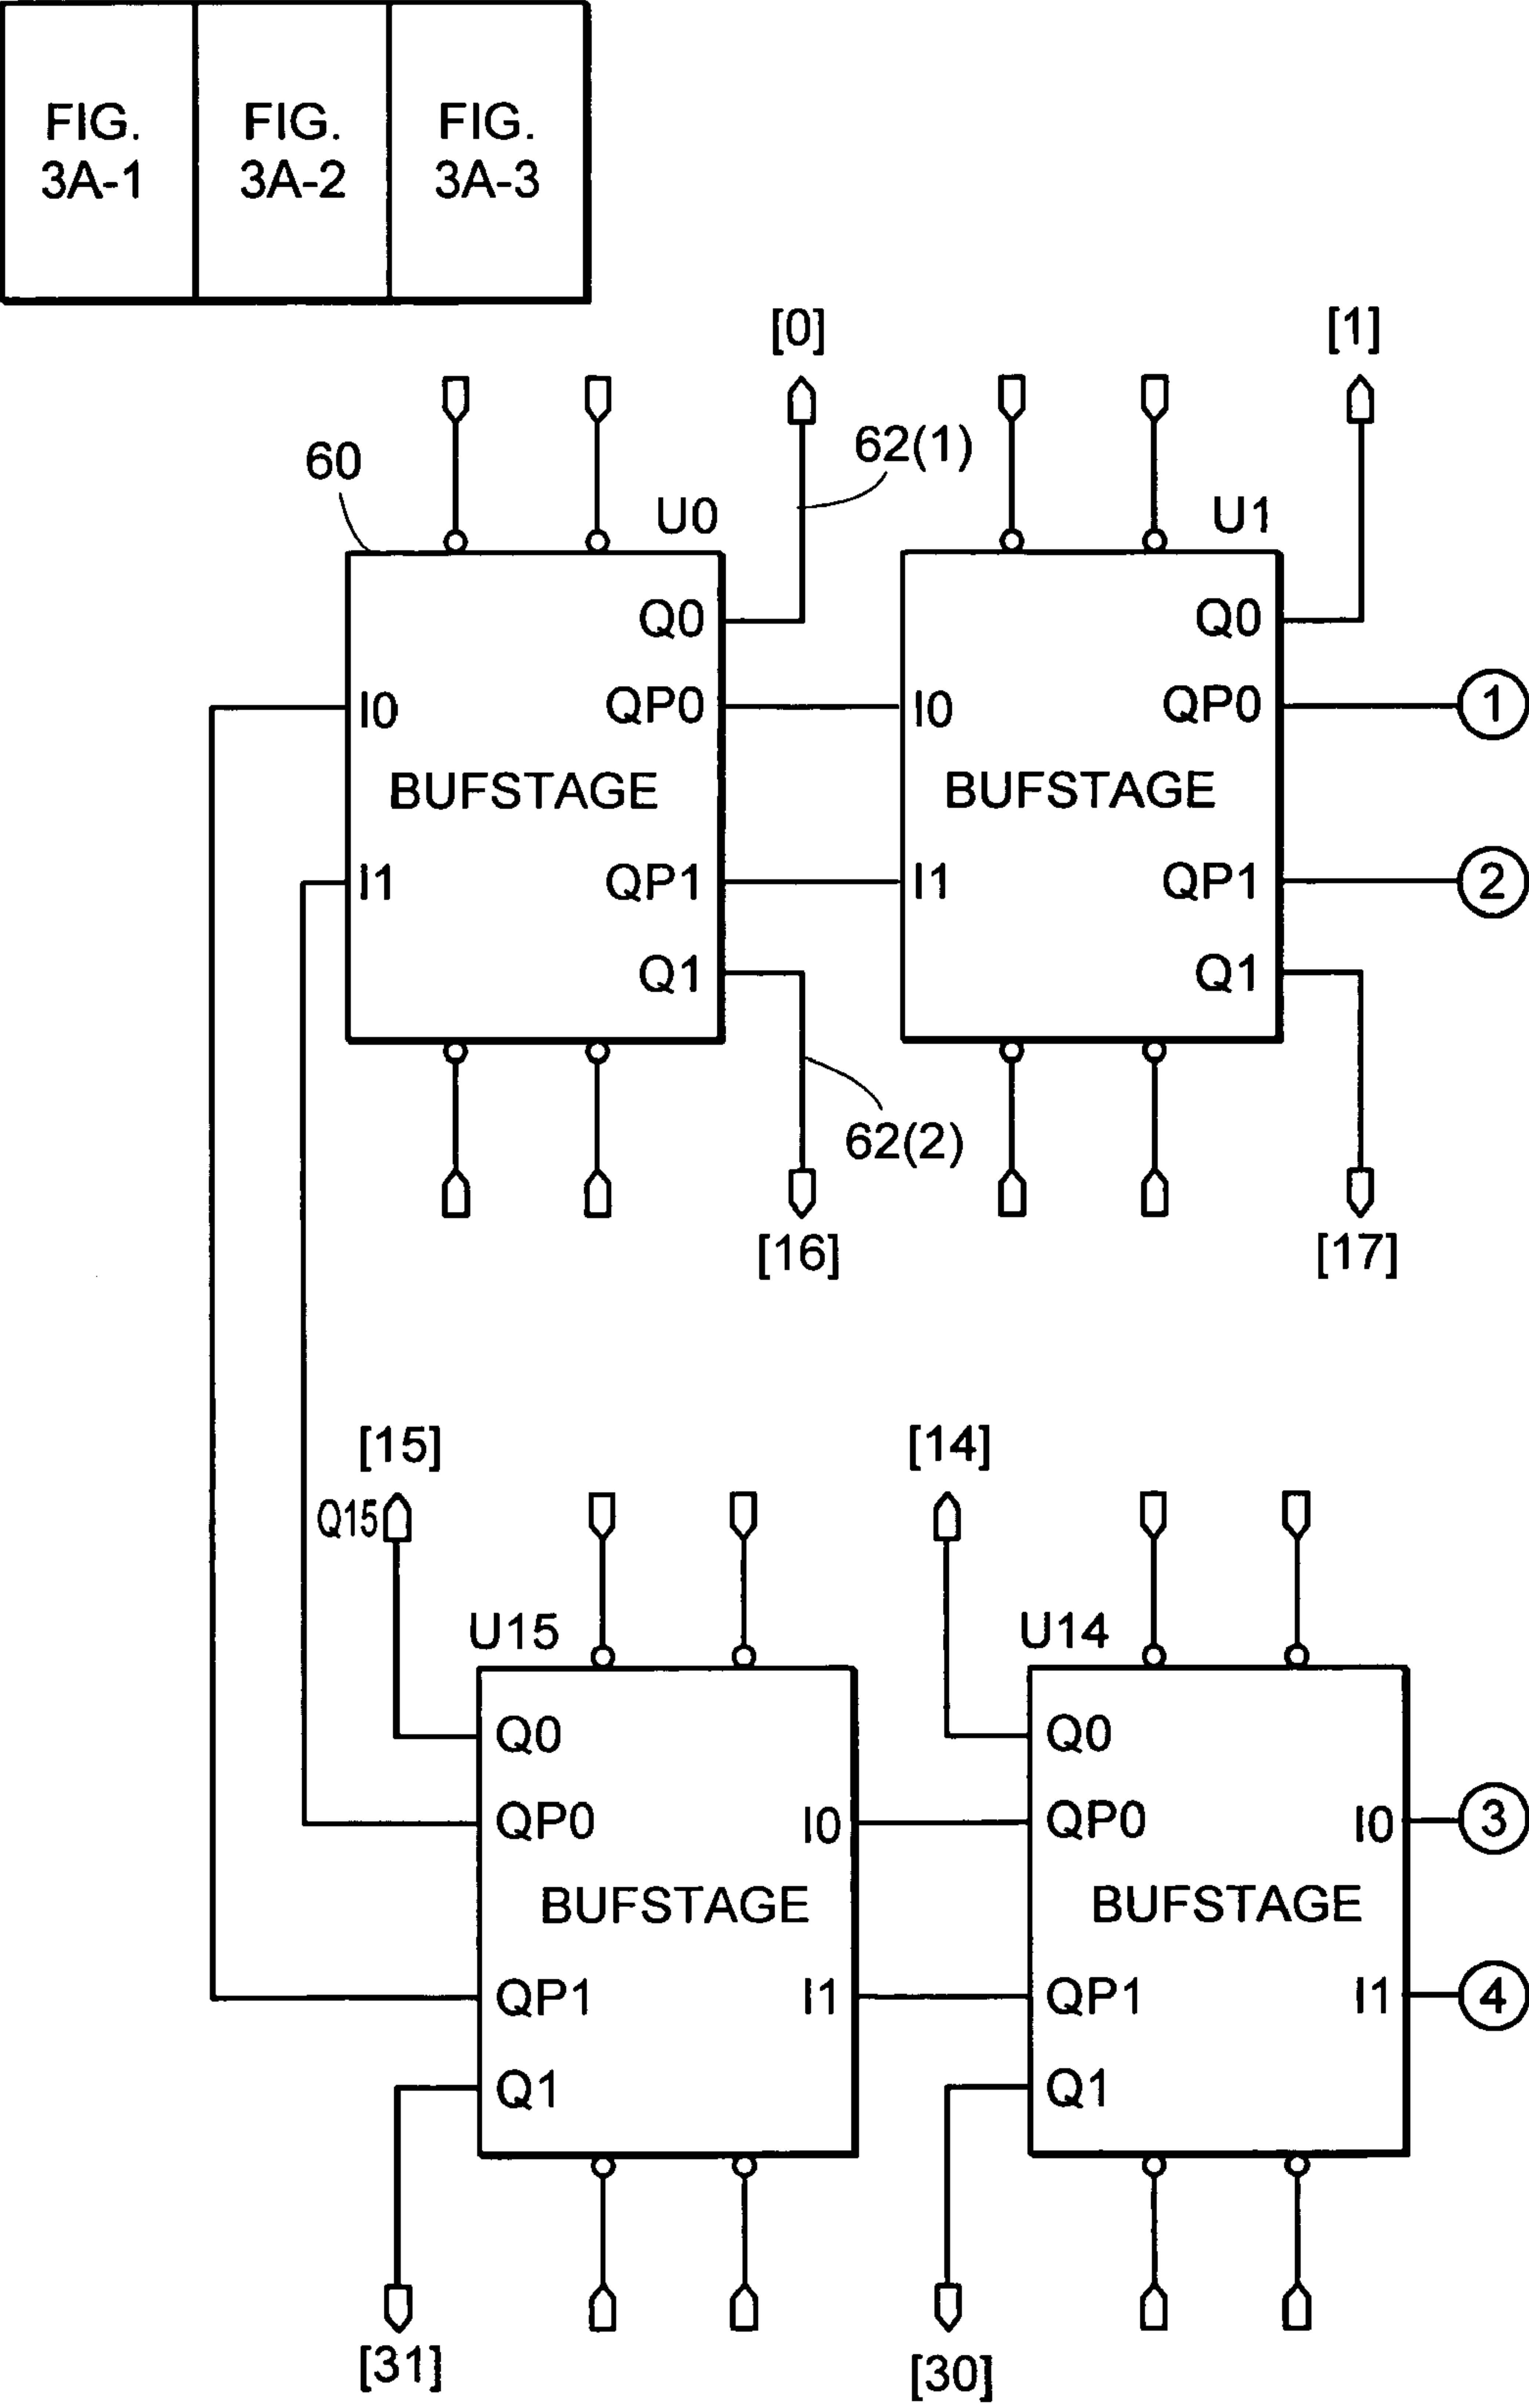 FIG. 3A-1
FIG. 3A-2
FIG. 3A-3
[0]
[1]
60
62(1)
U0
U1
Q0
Q0
I0
QP0
I0
QP0
1
BUFSTAGE
BUFSTAGE
I1
QP1
I1
QP1
2
Q1
Q1
62(2)
[16]
[17]
[15]
[14]
Q15
U15
U14
Q0
Q0
QP0
I0
QP0
I0
3
BUFSTAGE
BUFSTAGE
QP1
I1
QP1
I1
4
Q1
Q1
[31]
[30]